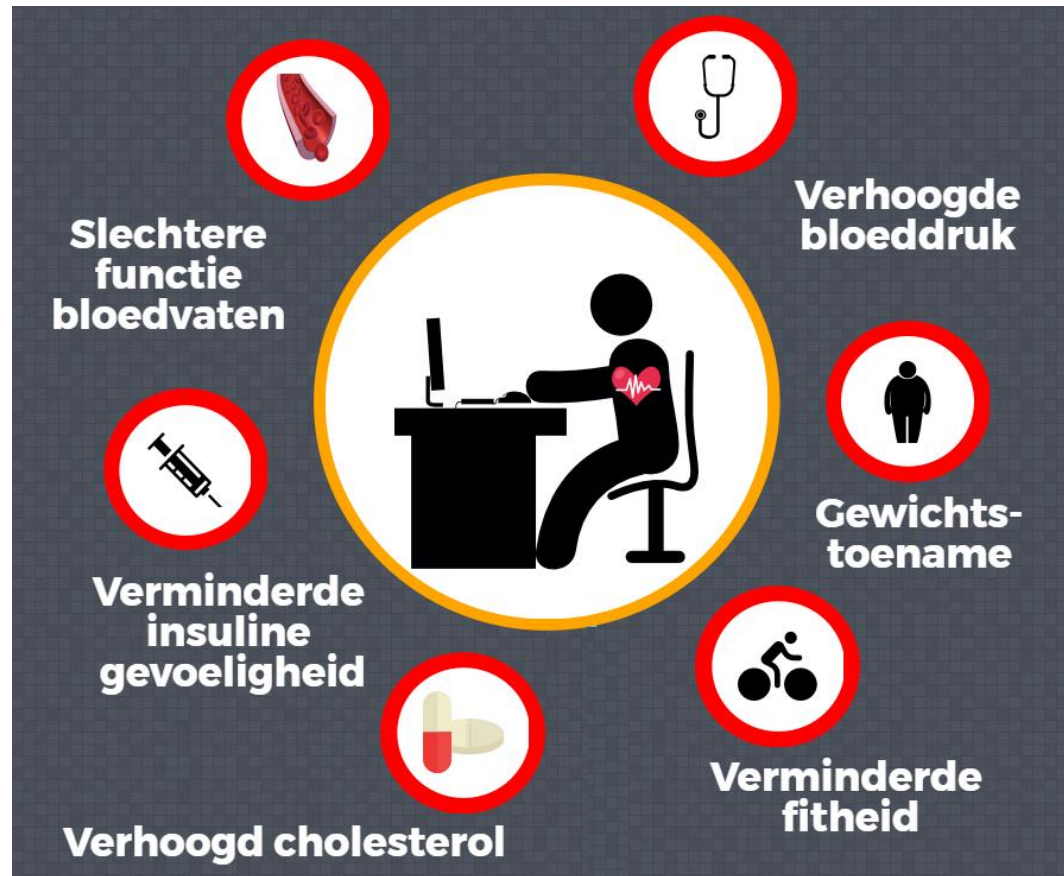 Slechtere
functie
bloedvaten
Verhoogde
bloeddruk
Gewichts-
toename
Verminderde
insuline
gevoeligheid
Verminderde
fitheid
Verhoogd cholesterol